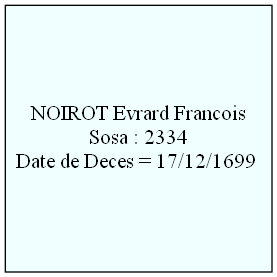 NOIROT Evrard Francois
Sosa : 2334
Date de Deces = 17/12/1699